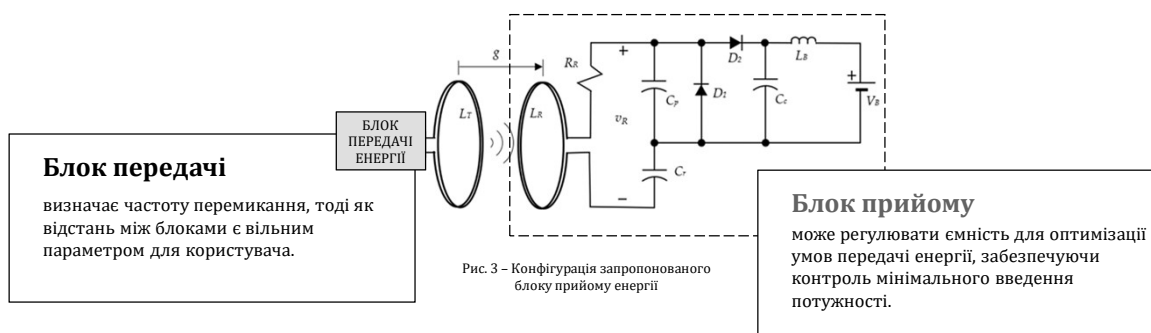 g
R_R
+
D_2
L_B
L_T
L_R
C_p
D_1
C_e
+
V_B
v_R
C_r
−
БЛОК
ПЕРЕДАЧІ
ЕНЕРГІЇ
Блок передачі
визначає частоту перемикання, тоді як
відстань між блоками є вільним
параметром для користувача.
Рис. 3 – Конфігурація запропонованого
блоку прийому енергії
Блок прийому
може регулювати ємність для оптимізації
умов передачі енергії, забезпечуючи
контроль мінімального введення
потужності.